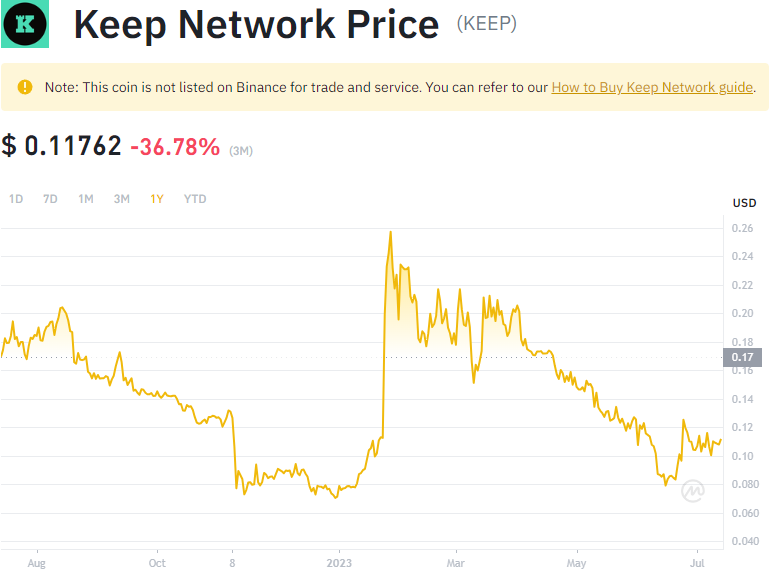 Keep Network Price (KEEP)
Note: This coin is not listed on Binance for trade and service. You can refer to our How to Buy Keep Network guide.
$ 0.11762 -36.78% (3M)
1D 7D 1M 3M 1Y YTD
USD
0.26
0.24
0.22
0.20
0.18
0.17
0.16
0.14
0.12
0.10
0.080
0.060
0.040
Aug Oct 8 2023 Mar May Jul